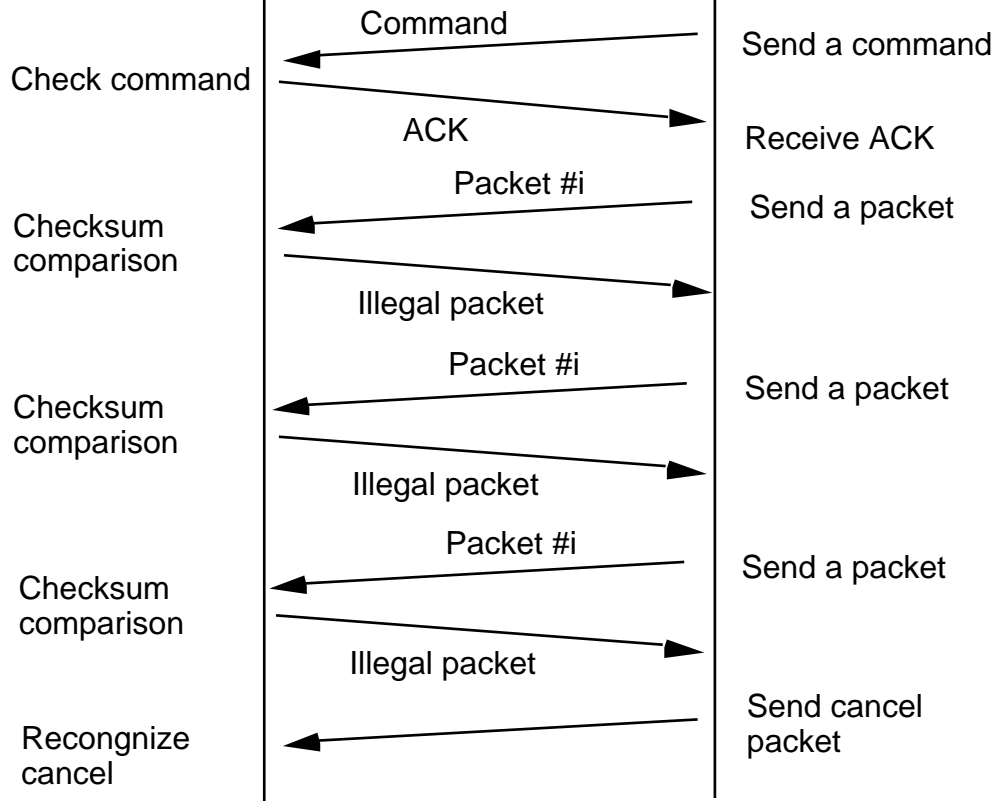 Command
Send a command
Check command
ACK
Receive ACK
Packet #i
Send a packet
Checksum
comparison
Illegal packet
Packet #i
Send a packet
Checksum
comparison
Illegal packet
Packet #i
Send a packet
Checksum
comparison
Illegal packet
Send cancel
packet
Recongnize
cancel